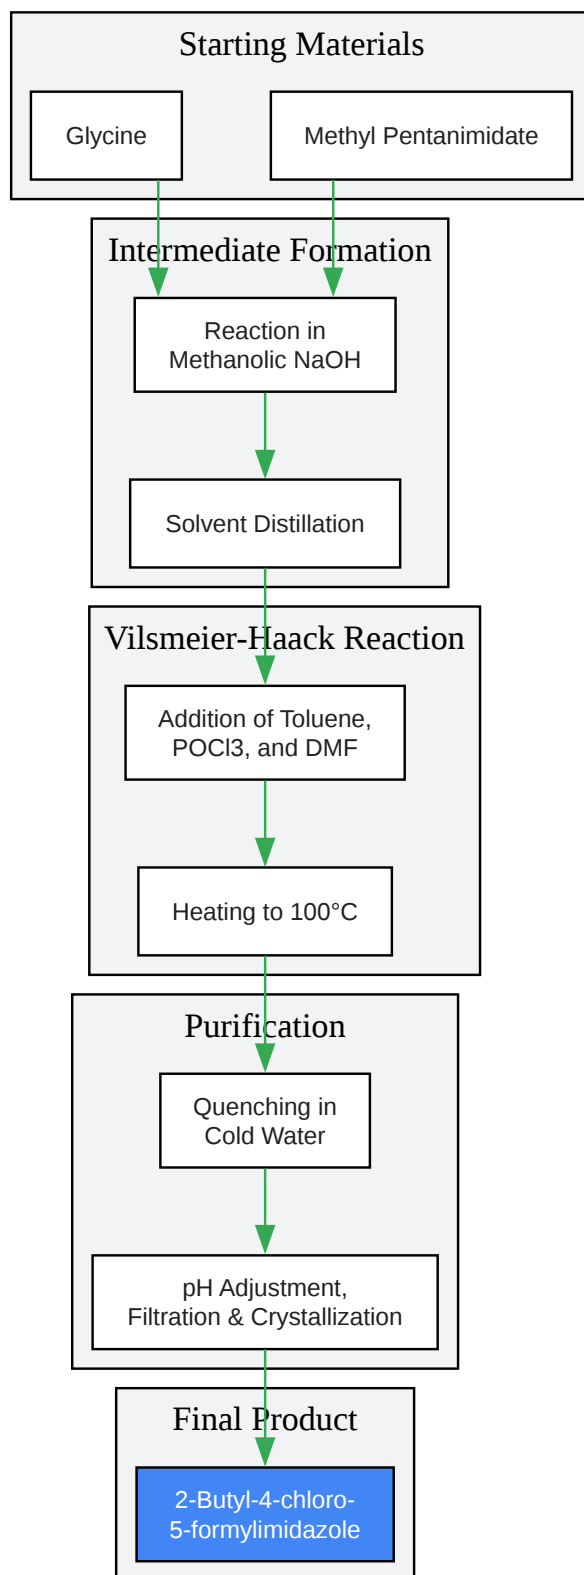 Starting Materials
Glycine
Methyl Pentanimidate
Intermediate Formation
Reaction in
Methanolic NaOH
Solvent Distillation
Vilsmeier-Haack Reaction
Addition of Toluene,
POCl3, and DMF
Heating to 100°C
Purification
Quenching in
Cold Water
pH Adjustment,
Filtration & Crystallization
Final Product
2-Butyl-4-chloro-
5-formylimidazole